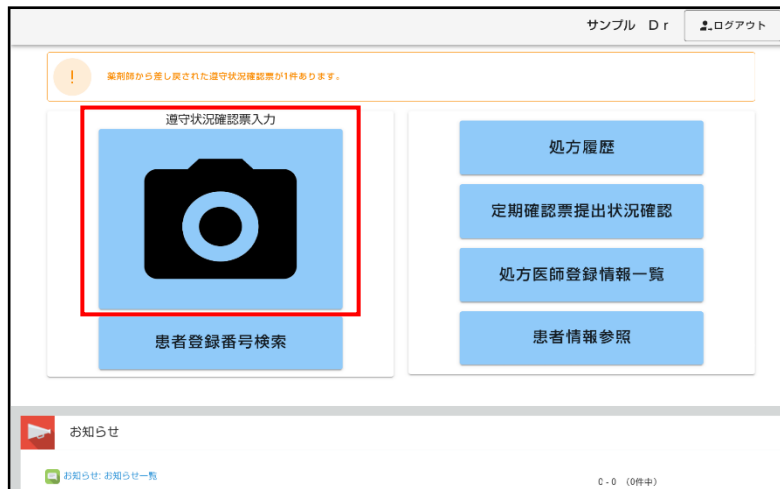 サンプル Dr
ログアウト
!
薬剤師から差し戻された遵守状況確認票が1件あります。
遵守状況確認票入力
患者登録番号検索
処方履歴
定期確認票提出状況確認
処方医師登録情報一覧
患者情報参照
お知らせ
お知らせ: お知らせ一覧
0 - 0 (0件中)